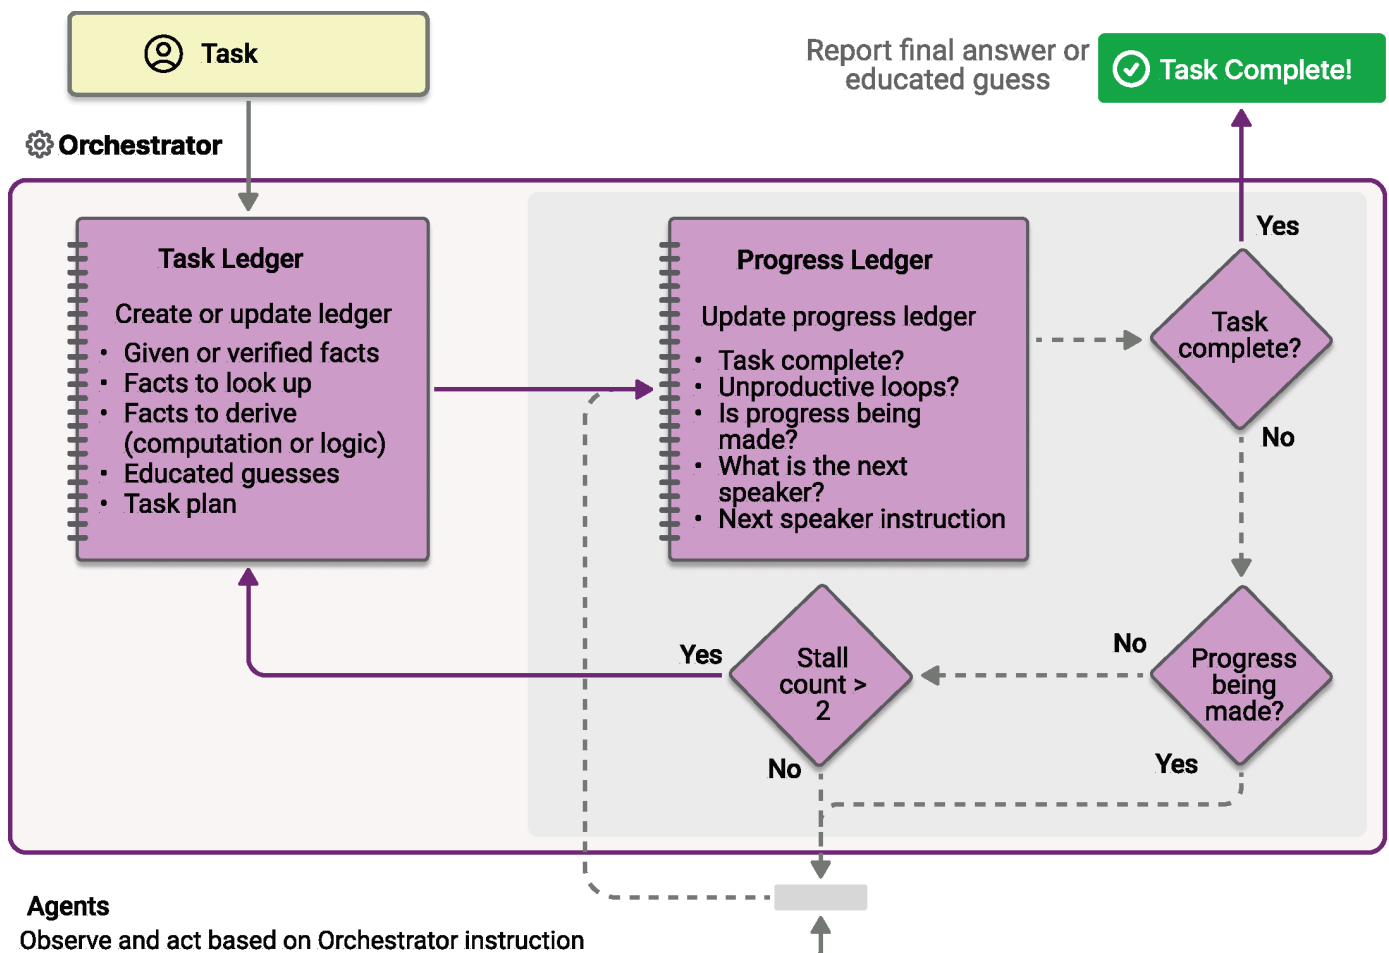 Task
Report final answer or
educated guess
Task Complete!
Orchestrator
Task Ledger
Create or update ledger
• Given or verified facts
• Facts to look up
• Facts to derive
(computation or logic)
• Educated guesses
• Task plan
Progress Ledger
Update progress ledger
• Task complete?
• Unproductive loops?
• Is progress being
made?
• What is the next
speaker?
• Next speaker instruction
Yes
Task
complete?
No
Yes
Stall
count >
2
No
No
Progress
being
made?
Yes
Agents
Observe and act based on Orchestrator instruction